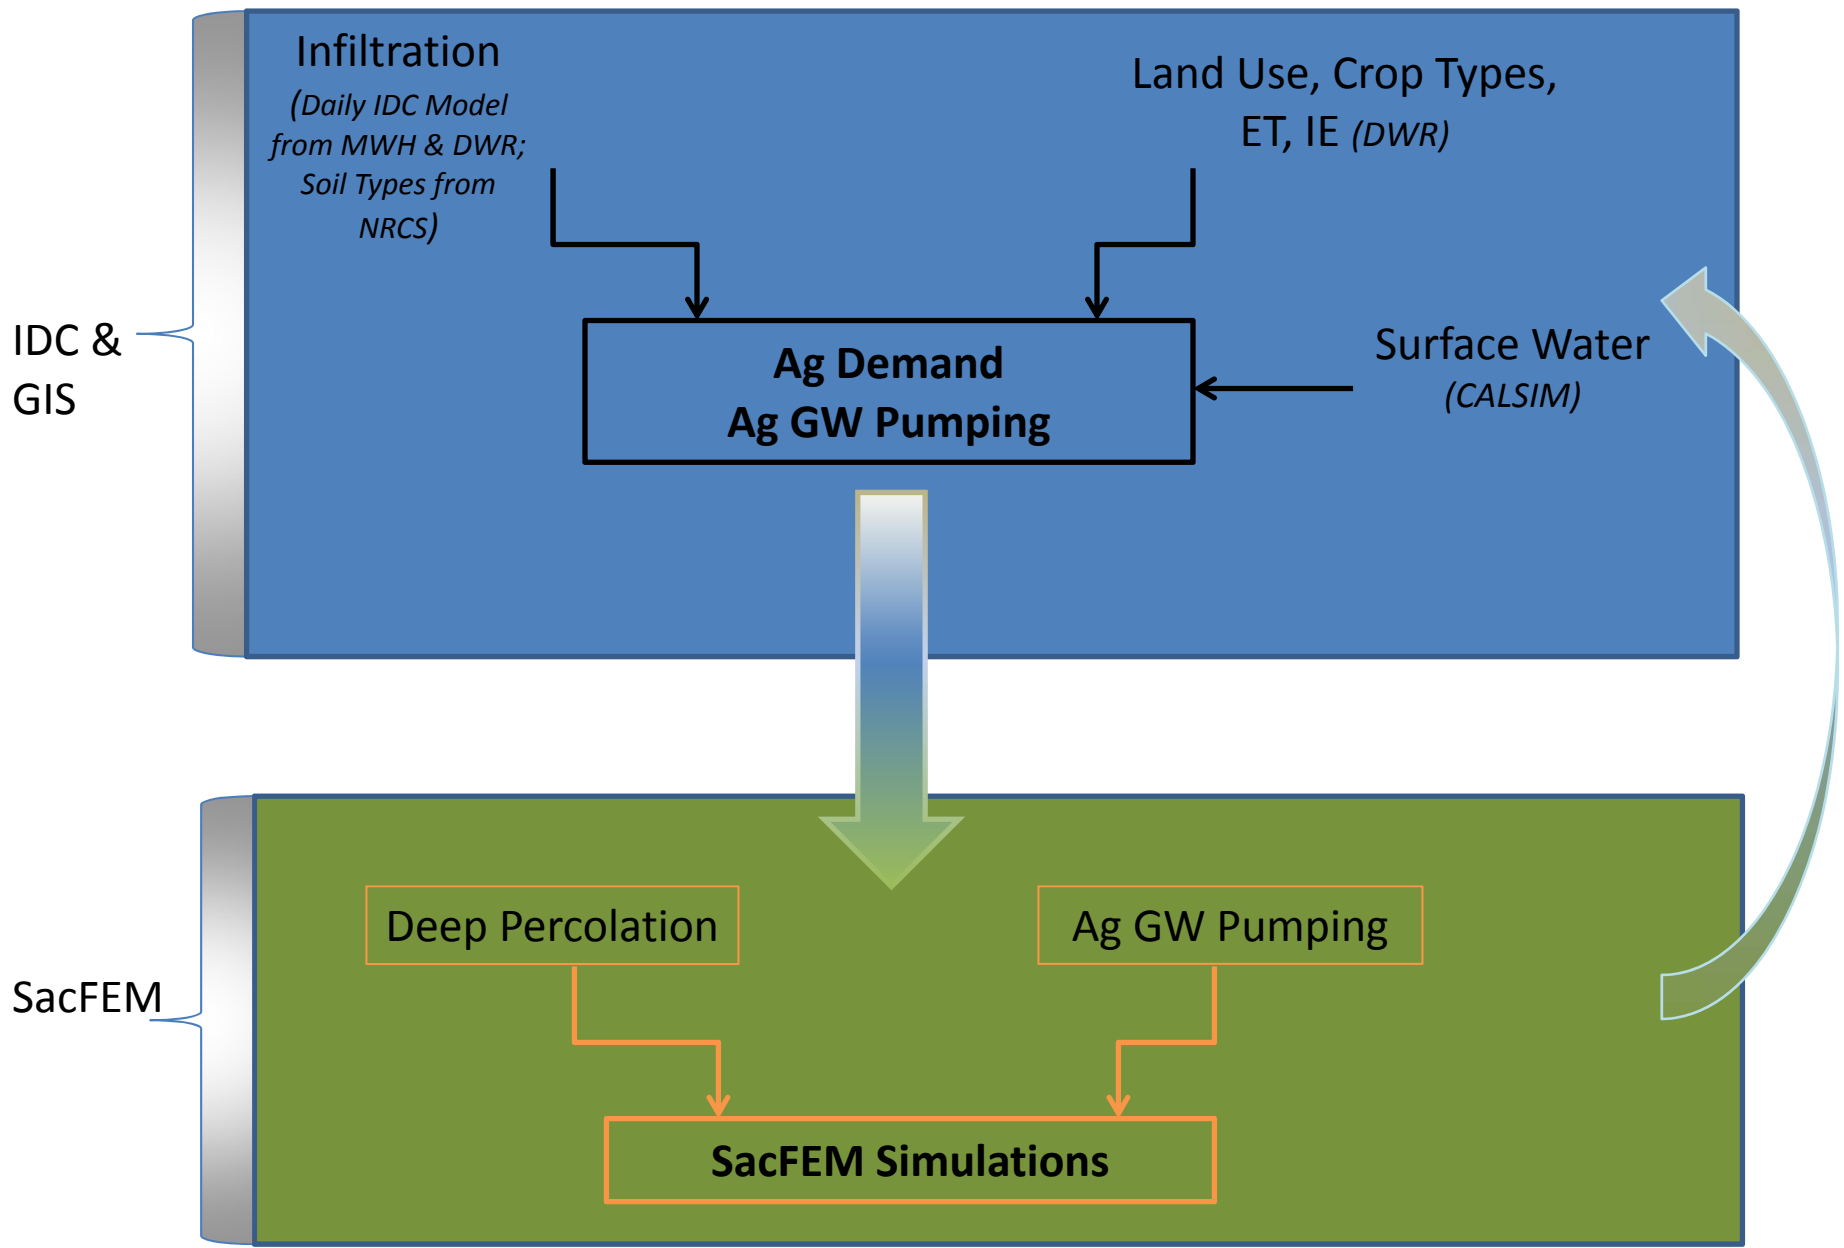 Infiltration
(Daily IDC Model
from MWH & DWR;
Soil Types from
NRCS)
Land Use, Crop Types,
ET, IE (DWR)
IDC &
GIS
Ag Demand
Ag GW Pumping
Surface Water
(CALSIM)
Deep Percolation
Ag GW Pumping
SacFEM
SacFEM Simulations